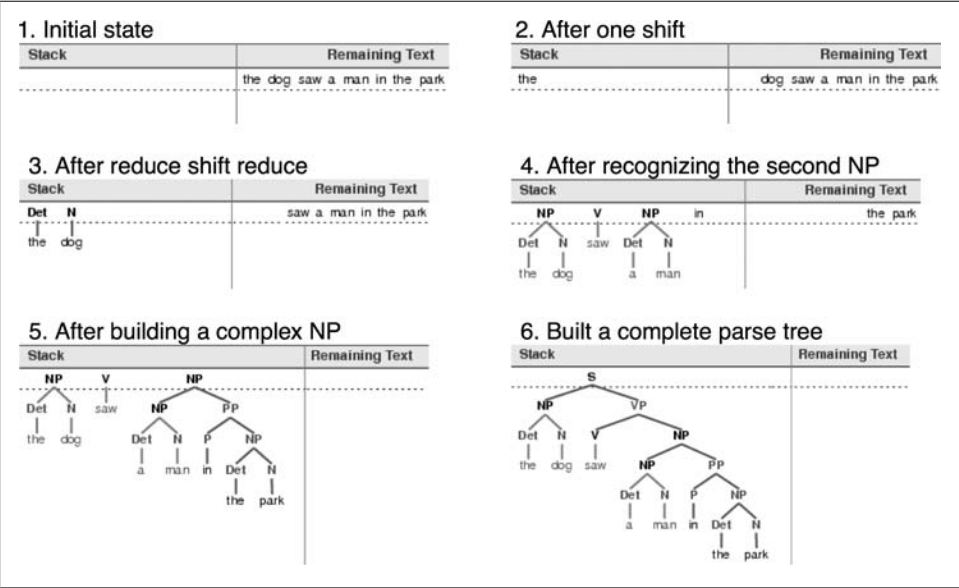 1. Initial state
Stack Remaining Text
the dog saw a man in the park
2. After one shift
Stack Remaining Text
the dog saw a man in the park
3. After reduce shift reduce
Stack Remaining Text
Det N saw a man in the park
the dog
4. After recognizing the second NP
Stack Remaining Text
NP V NP in the park
Det N saw Det N
the dog a man
5. After building a complex NP
Stack Remaining Text
NP V NP
Det N saw NP PP
the dog Det N P NP
a man in Det N
the park
6. Built a complete parse tree
Stack Remaining Text
S
NP VP
Det N V NP
the dog saw NP PP
Det N P NP
a man in Det N
the park